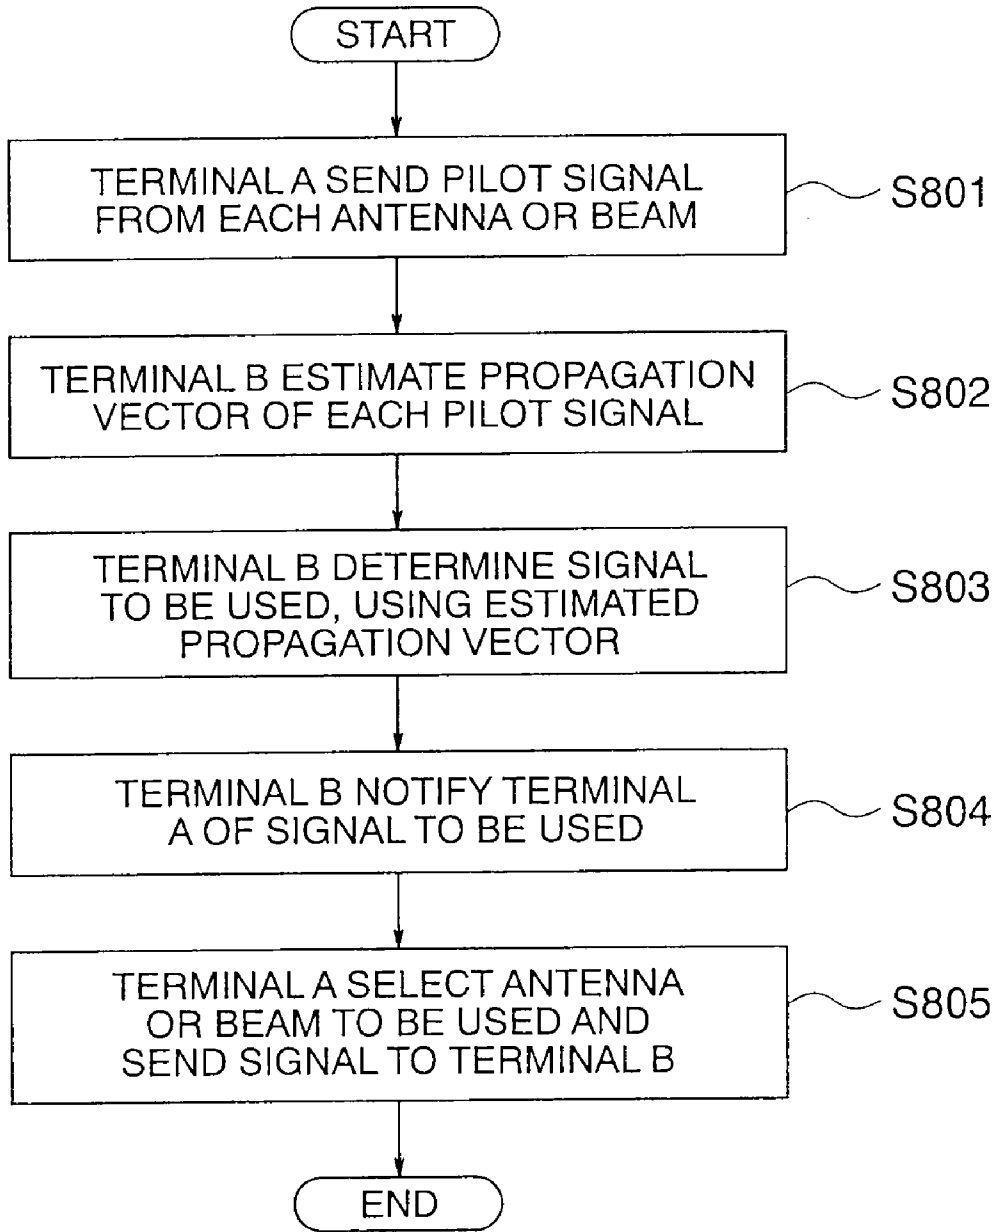 START
TERMINAL A SEND PILOT SIGNAL
FROM EACH ANTENNA OR BEAM
S801
TERMINAL B ESTIMATE PROPAGATION
VECTOR OF EACH PILOT SIGNAL
S802
TERMINAL B DETERMINE SIGNAL
TO BE USED, USING ESTIMATED
PROPAGATION VECTOR
S803
TERMINAL B NOTIFY TERMINAL
A OF SIGNAL TO BE USED
S804
TERMINAL A SELECT ANTENNA
OR BEAM TO BE USED AND
SEND SIGNAL TO TERMINAL B
S805
END